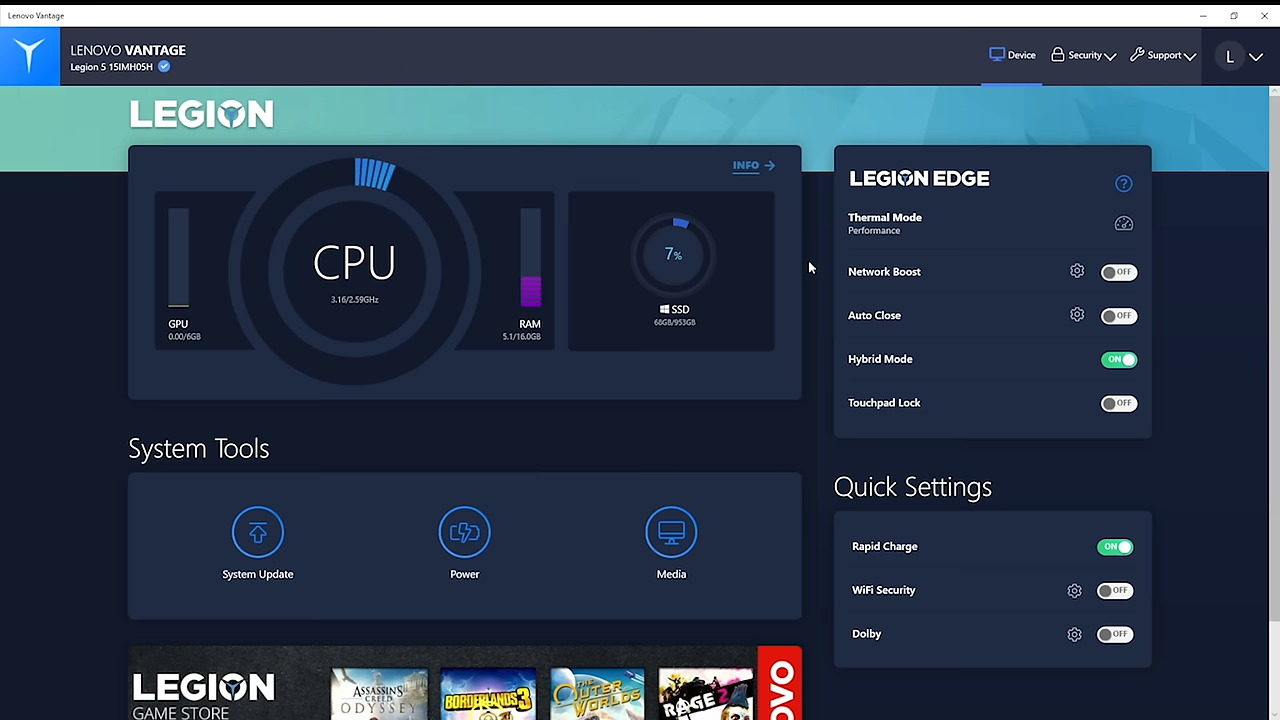 Lenovo Vantage
LENOVO VANTAGE
Legion 5 15IMH05H
Device
Security
Support
L
LEGION
INFO
CPU
3.16/2.59GHz
GPU
0.00/6GB
RAM
5.1/16.0GB
7%
SSD
68GB/953GB
LEGION EDGE
?
Thermal Mode
Performance
Network Boost
OFF
Auto Close
OFF
Hybrid Mode
ON
Touchpad Lock
OFF
System Tools
System Update
Power
Media
Quick Settings
Rapid Charge
ON
WiFi Security
OFF
Dolby
OFF
LEGION
GAME STORE
ASSASSIN'S
CREED
ODYSSEY
BORDERLANDS 3
THE
OUTER
WORLDS
RAGE 2
OVO